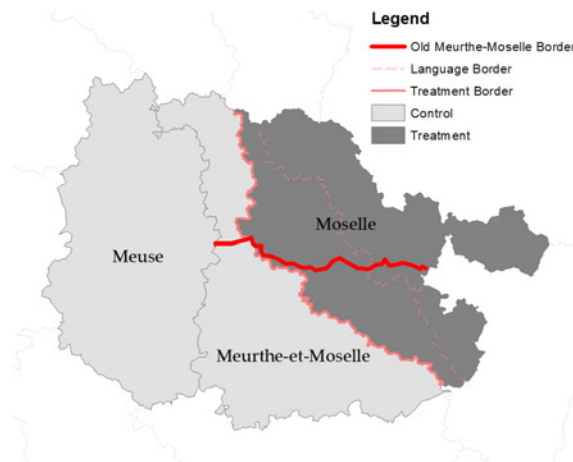 Legend
Old Meurthe-Moselle Border
Language Border
Treatment Border
Control
Treatment
Moselle
Meuse
Meurthe-et-Moselle